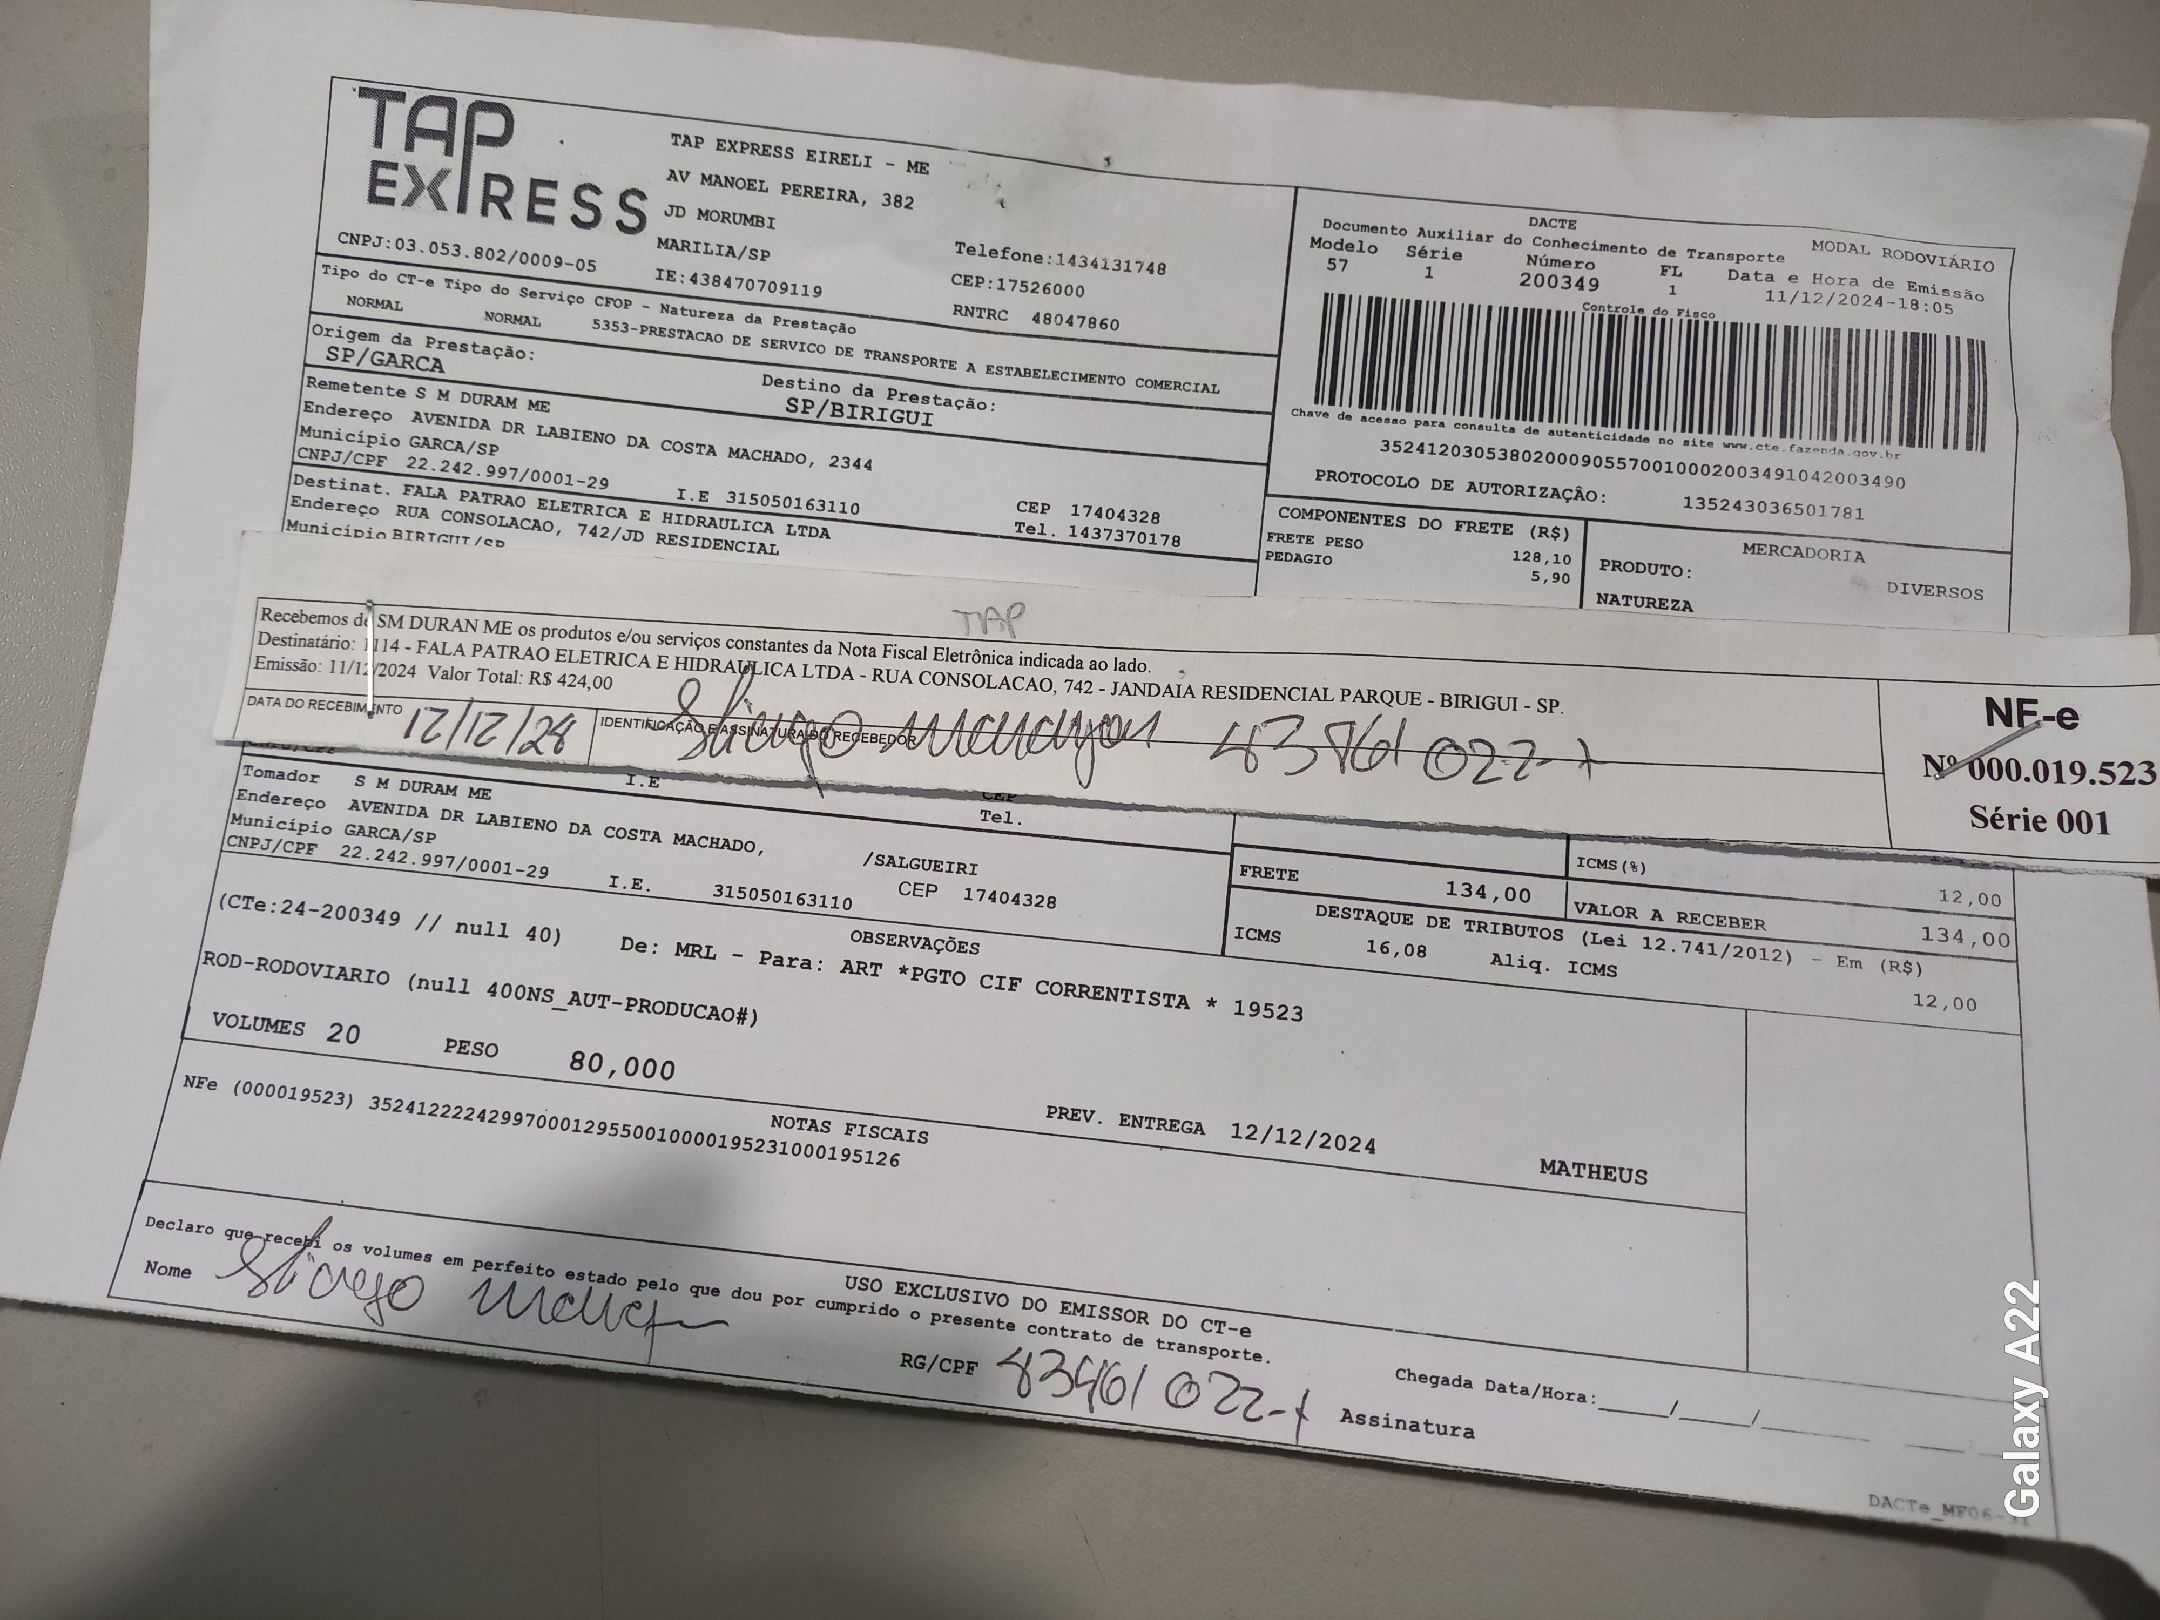 TAP
EXPRESS
TAP EXPRESS EIRELI - ME
AV MANOEL PEREIRA, 382
JD MORUMBI
MARILIA/SP
Telefone:1434131748
CNPJ:03.053.802/0009-05
IE:438470709119
CEP:17526000
RNTRC 48047860
Tipo do CT-e Tipo do Serviço CFOP - Natureza da Prestação
NORMAL NORMAL 5353-PRESTACAO DE SERVICO DE TRANSPORTE A ESTABELECIMENTO COMERCIAL
Origem da Prestação:
SP/GARCA
Destino da Prestação:
SP/BIRIGUI
Remetente S M DURAM ME
Endereço AVENIDA DR LABIENO DA COSTA MACHADO, 2344
Município GARCA/SP
CNPJ/CPF 22.242.997/0001-29 I.E 315050163110
CEP 17404328
Tel. 1437370178
Destinat. FALA PATRAO ELETRICA E HIDRAULICA LTDA
Endereço RUA CONSOLACAO, 742/JD RESIDENCIAL
Município BIRIGUI/SP
DACTE
Documento Auxiliar do Conhecimento de Transporte
MODAL RODOVIÁRIO
Modelo Série Número FL Data e Hora de Emissão
57 1 200349 1 11/12/2024-18:05
Controle do Fisco
Chave de acesso para consulta de autenticidade no site www.cte.fazenda.gov.br
35241203053802000905570010002003491042003490
PROTOCOLO DE AUTORIZAÇÂO: 135243036501781
COMPONENTES DO FRETE (R$)
FRETE PESO 128,10
PEDAGIO 5,90
MERCADORIA
PRODUTO: DIVERSOS
NATUREZA
TAP
Recebemos de SM DURAN ME os produtos e/ou serviços constantes da Nota Fiscal Eletrônica indicada ao lado.
Destinatário: 1114 - FALA PATRAO ELETRICA E HIDRAULICA LTDA - RUA CONSOLACAO, 742 - JANDAIA RESIDENCIAL PARQUE - BIRIGUI - SP.
Emissão: 11/12/2024 Valor Total: R$ 424,00
DATA DO RECEBIMENTO
12/12/24
IDENTIFICAÇÃO E ASSINATURA DO RECEBEDOR
NF-e
Nº 000.019.523
Série 001
CNPJ/CPF
I.E
CEP
Tel.
Tomador S M DURAM ME
Endereço AVENIDA DR LABIENO DA COSTA MACHADO, /SALGUEIRI
Município GARCA/SP
CEP 17404328
CNPJ/CPF 22.242.997/0001-29 I.E. 315050163110
FRETE 134,00
ICMS(%) 12,00
VALOR A RECEBER 134,00
DESTAQUE DE TRIBUTOS (Lei 12.741/2012) - Em (R$)
ICMS 16,08 Aliq. ICMS 12,00
OBSERVAÇÕES
(CTe:24-200349 // null 40) De: MRL - Para: ART *PGTO CIF CORRENTISTA * 19523
ROD-RODOVIARIO (null 400NS_AUT-PRODUCAO#)
VOLUMES 20 PESO 80,000
PREV. ENTREGA 12/12/2024
MATHEUS
NOTAS FISCAIS
NFe (000019523) 35241222242997000129550010000195231000195126
USO EXCLUSIVO DO EMISSOR DO CT-e
Declaro que recebi os volumes em perfeito estado pelo que dou por cumprido o presente contrato de transporte.
Nome
RG/CPF
Assinatura
Chegada Data/Hora:____/____/
Galaxy A22